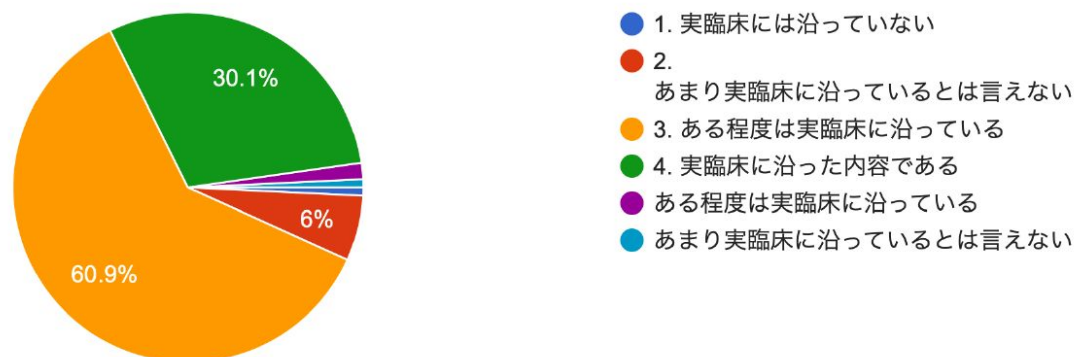 30.1%
6%
60.9%
1. 実臨床には沿っていない
2.
あまり実臨床に沿っているとは言えない
3. ある程度は実臨床に沿っている
4. 実臨床に沿った内容である
ある程度は実臨床に沿っている
あまり実臨床に沿っているとは言えない